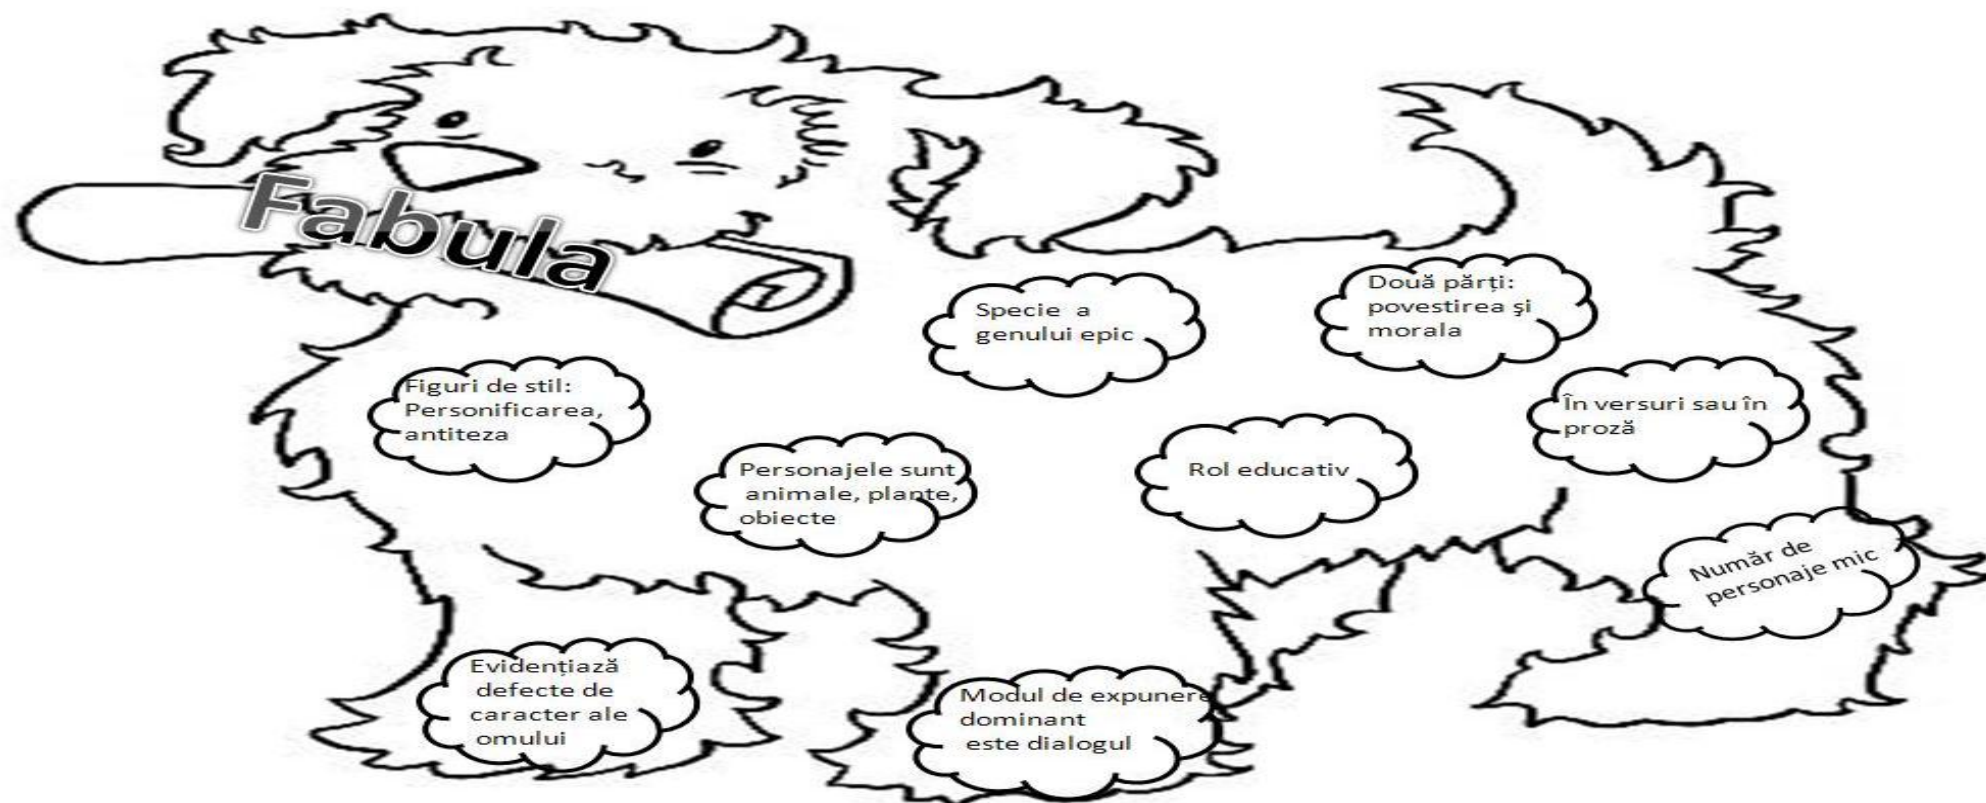 Fabula
Specie a
genului epic
Două părți:
povestirea şi
morala
Figuri de stil:
Personificarea,
antiteza
În versuri sau în
proză
Personajele sunt
animale, plante,
obiecte
Rol educativ
Număr de
personaje mic
Evidențiază
defecte de
caracter ale
omului
Modul de expunere
dominant
este dialogul